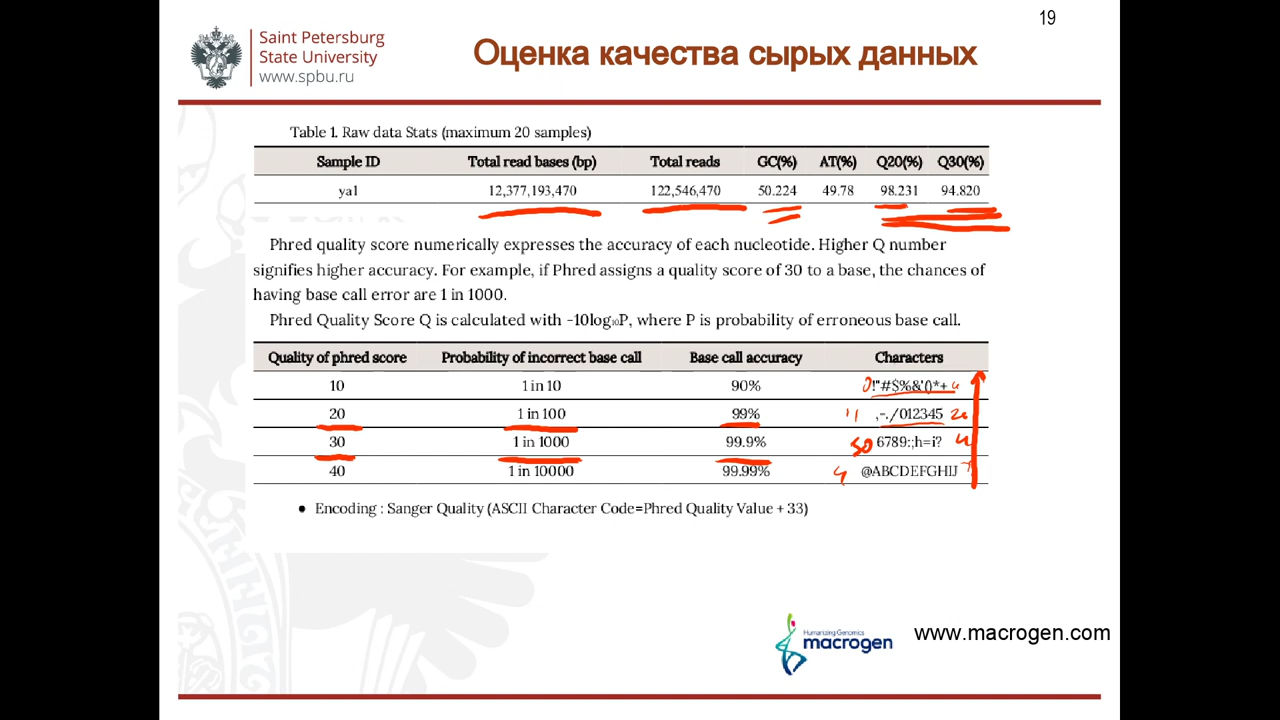 19
Saint Petersburg
State University
www.spbu.ru
Оценка качества сырых данных
Table 1. Raw data Stats (maximum 20 samples)
Sample ID Total read bases (bp) Total reads GC(%) AT(%) Q20(%) Q30(%)
ya1 12,377,193,470 122,546,470 50.224 49.78 98.231 94.820
Phred quality score numerically expresses the accuracy of each nucleotide. Higher Q number
signifies higher accuracy. For example, if Phred assigns a quality score of 30 to a base, the chances of
having base call error are 1 in 1000.
Phred Quality Score Q is calculated with -10log₁₀P, where P is probability of erroneous base call.
Quality of phred score Probability of incorrect base call Base call accuracy Characters
10 1 in 10 90% !"#$%&'()*+
20 1 in 100 99% ,-./012345
30 1 in 1000 99.9% 6789:;h=i?
40 1 in 10000 99.99% @ABCDEFGHIJ
● Encoding : Sanger Quality (ASCII Character Code=Phred Quality Value + 33)
Humanizing Genomics
macrogen
www.macrogen.com